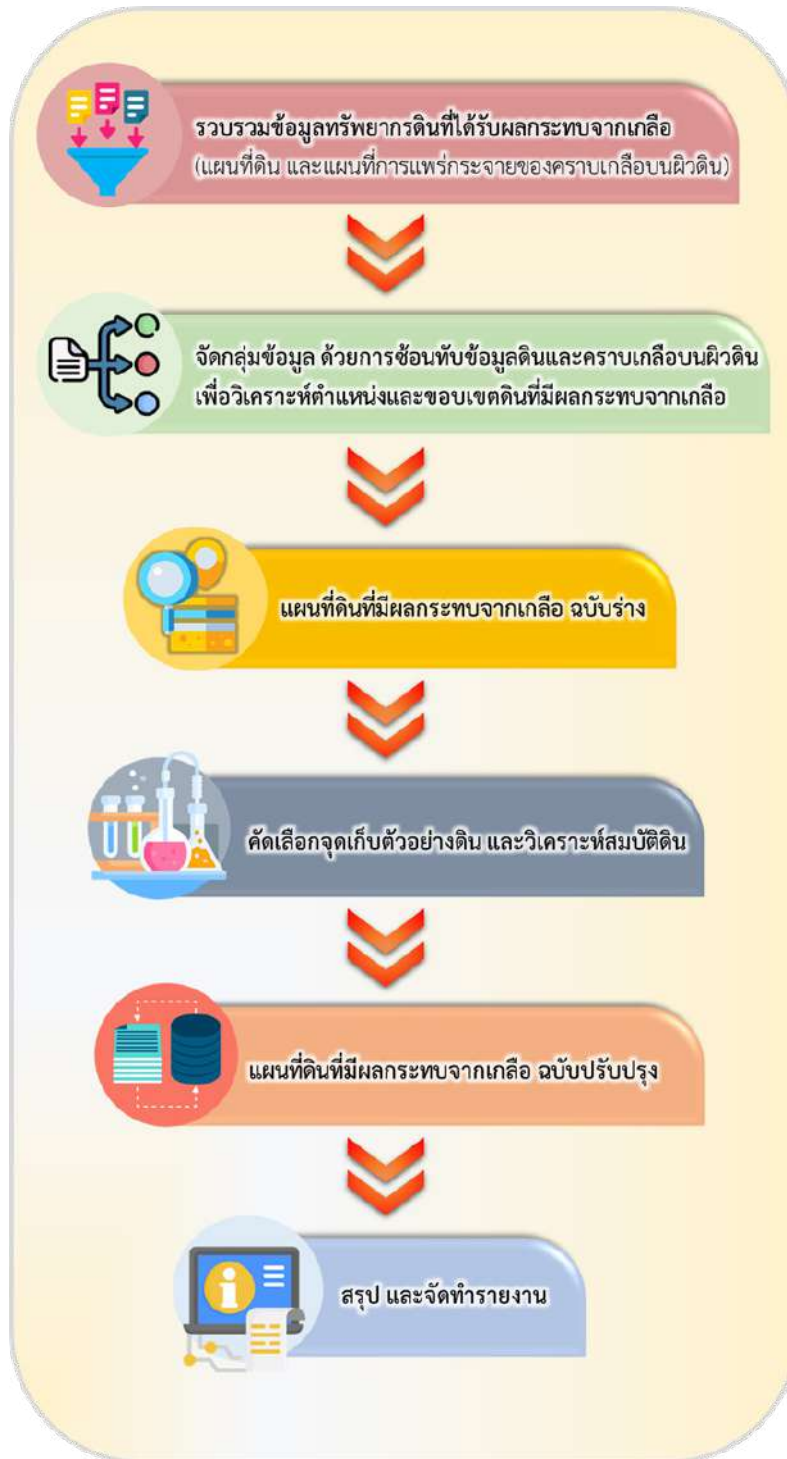 รวบรวมข้อมูลทรัพยากรดินที่ได้รับผลกระทบจากเกลือ
(แผนที่ดิน และแผนที่การแพร่กระจายของคราบเกลือบนผิวดิน)
จัดกลุ่มข้อมูล ด้วยการซ้อนทับข้อมูลดินและคราบเกลือบนผิวดิน
เพื่อวิเคราะห์ตำแหน่งและขอบเขตดินที่มีผลกระทบจากเกลือ
แผนที่ดินที่มีผลกระทบจากเกลือ ฉบับร่าง
คัดเลือกจุดเก็บตัวอย่างดิน และวิเคราะห์สมบัติดิน
แผนที่ดินที่มีผลกระทบจากเกลือ ฉบับปรับปรุง
สรุป และจัดทำรายงาน